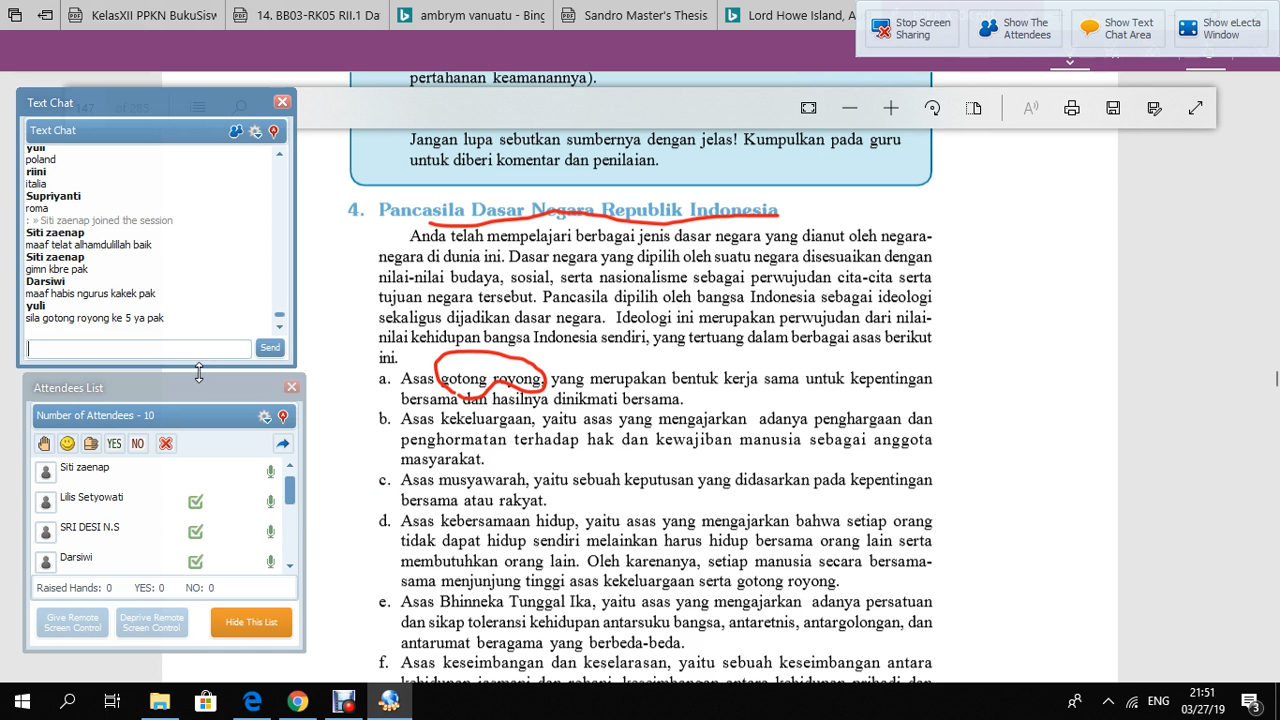 KelasXII PPKN BukuSisw
14. BB03-RK05 RII.1 Da
ambrym vanuatu - Bing
Sandro Master's Thesis
Lord Howe Island, A
Stop Screen
Sharing
Show The
Attendees
Show Text
Chat Area
Show eLecta
Window
pertahanan keamanannya).
147 of 285
Jangan lupa sebutkan sumbernya dengan jelas! Kumpulkan pada guru
untuk diberi komentar dan penilaian.
Text Chat
Text Chat
yuli
poland
riini
italia
Supriyanti
roma
: » Siti zaenap joined the session
Siti zaenap
maaf telat alhamdulillah baik
Siti zaenap
gimn kbre pak
Darsiwi
maaf habis ngurus kakek pak
yuli
sila gotong royong ke 5 ya pak
Send
Attendees List
Number of Attendees - 10
YES NO
Siti zaenap
Lilis Setyowati
SRI DESI N.S
Darsiwi
Raised Hands: 0 YES: 0 NO: 0
Give Remote
Screen Control
Deprive Remote
Screen Control
Hide This List
4. Pancasila Dasar Negara Republik Indonesia
Anda telah mempelajari berbagai jenis dasar negara yang dianut oleh negara-
negara di dunia ini. Dasar negara yang dipilih oleh suatu negara disesuaikan dengan
nilai-nilai budaya, sosial, serta nasionalisme sebagai perwujudan cita-cita serta
tujuan negara tersebut. Pancasila dipilih oleh bangsa Indonesia sebagai ideologi
sekaligus dijadikan dasar negara. Ideologi ini merupakan perwujudan dari nilai-
nilai kehidupan bangsa Indonesia sendiri, yang tertuang dalam berbagai asas berikut
ini.
a. Asas gotong royong, yang merupakan bentuk kerja sama untuk kepentingan
bersama dan hasilnya dinikmati bersama.
b. Asas kekeluargaan, yaitu asas yang mengajarkan adanya penghargaan dan
penghormatan terhadap hak dan kewajiban manusia sebagai anggota
masyarakat.
c. Asas musyawarah, yaitu sebuah keputusan yang didasarkan pada kepentingan
bersama atau rakyat.
d. Asas kebersamaan hidup, yaitu asas yang mengajarkan bahwa setiap orang
tidak dapat hidup sendiri melainkan harus hidup bersama orang lain serta
membutuhkan orang lain. Oleh karenanya, setiap manusia secara bersama-
sama menjunjung tinggi asas kekeluargaan serta gotong royong.
e. Asas Bhinneka Tunggal Ika, yaitu asas yang mengajarkan adanya persatuan
dan sikap toleransi kehidupan antarsuku bangsa, antaretnis, antargolongan, dan
antarumat beragama yang berbeda-beda.
f. Asas keseimbangan dan keselarasan, yaitu sebuah keseimbangan antara
ENG
21:51
03/27/19
3